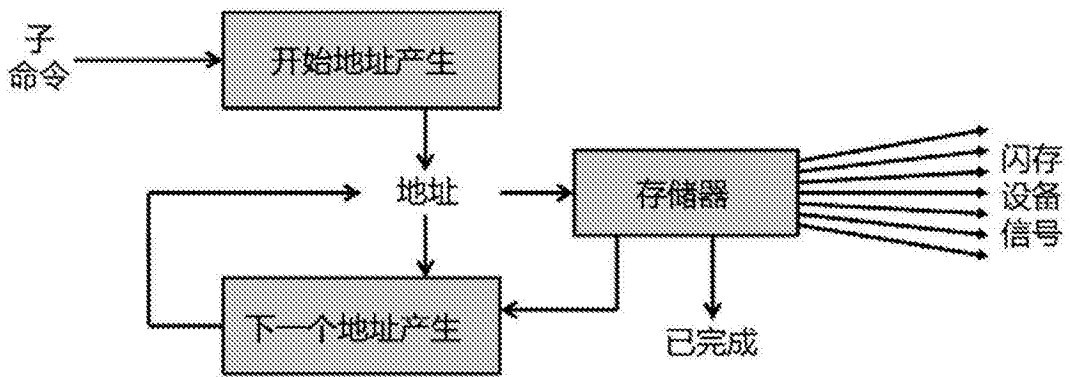 子
命令
开始地址产生
地址
存储器
闪存
设备
信号
下一个地址产生
已完成